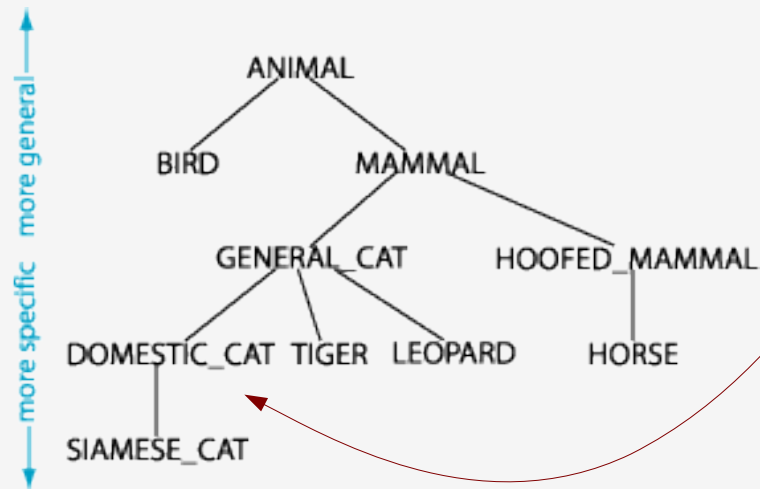 more general
more specific
ANIMAL
BIRD MAMMAL
GENERAL_CAT HOOFED_MAMMAL
DOMESTIC_CAT TIGER LEOPARD HORSE
SIAMESE_CAT